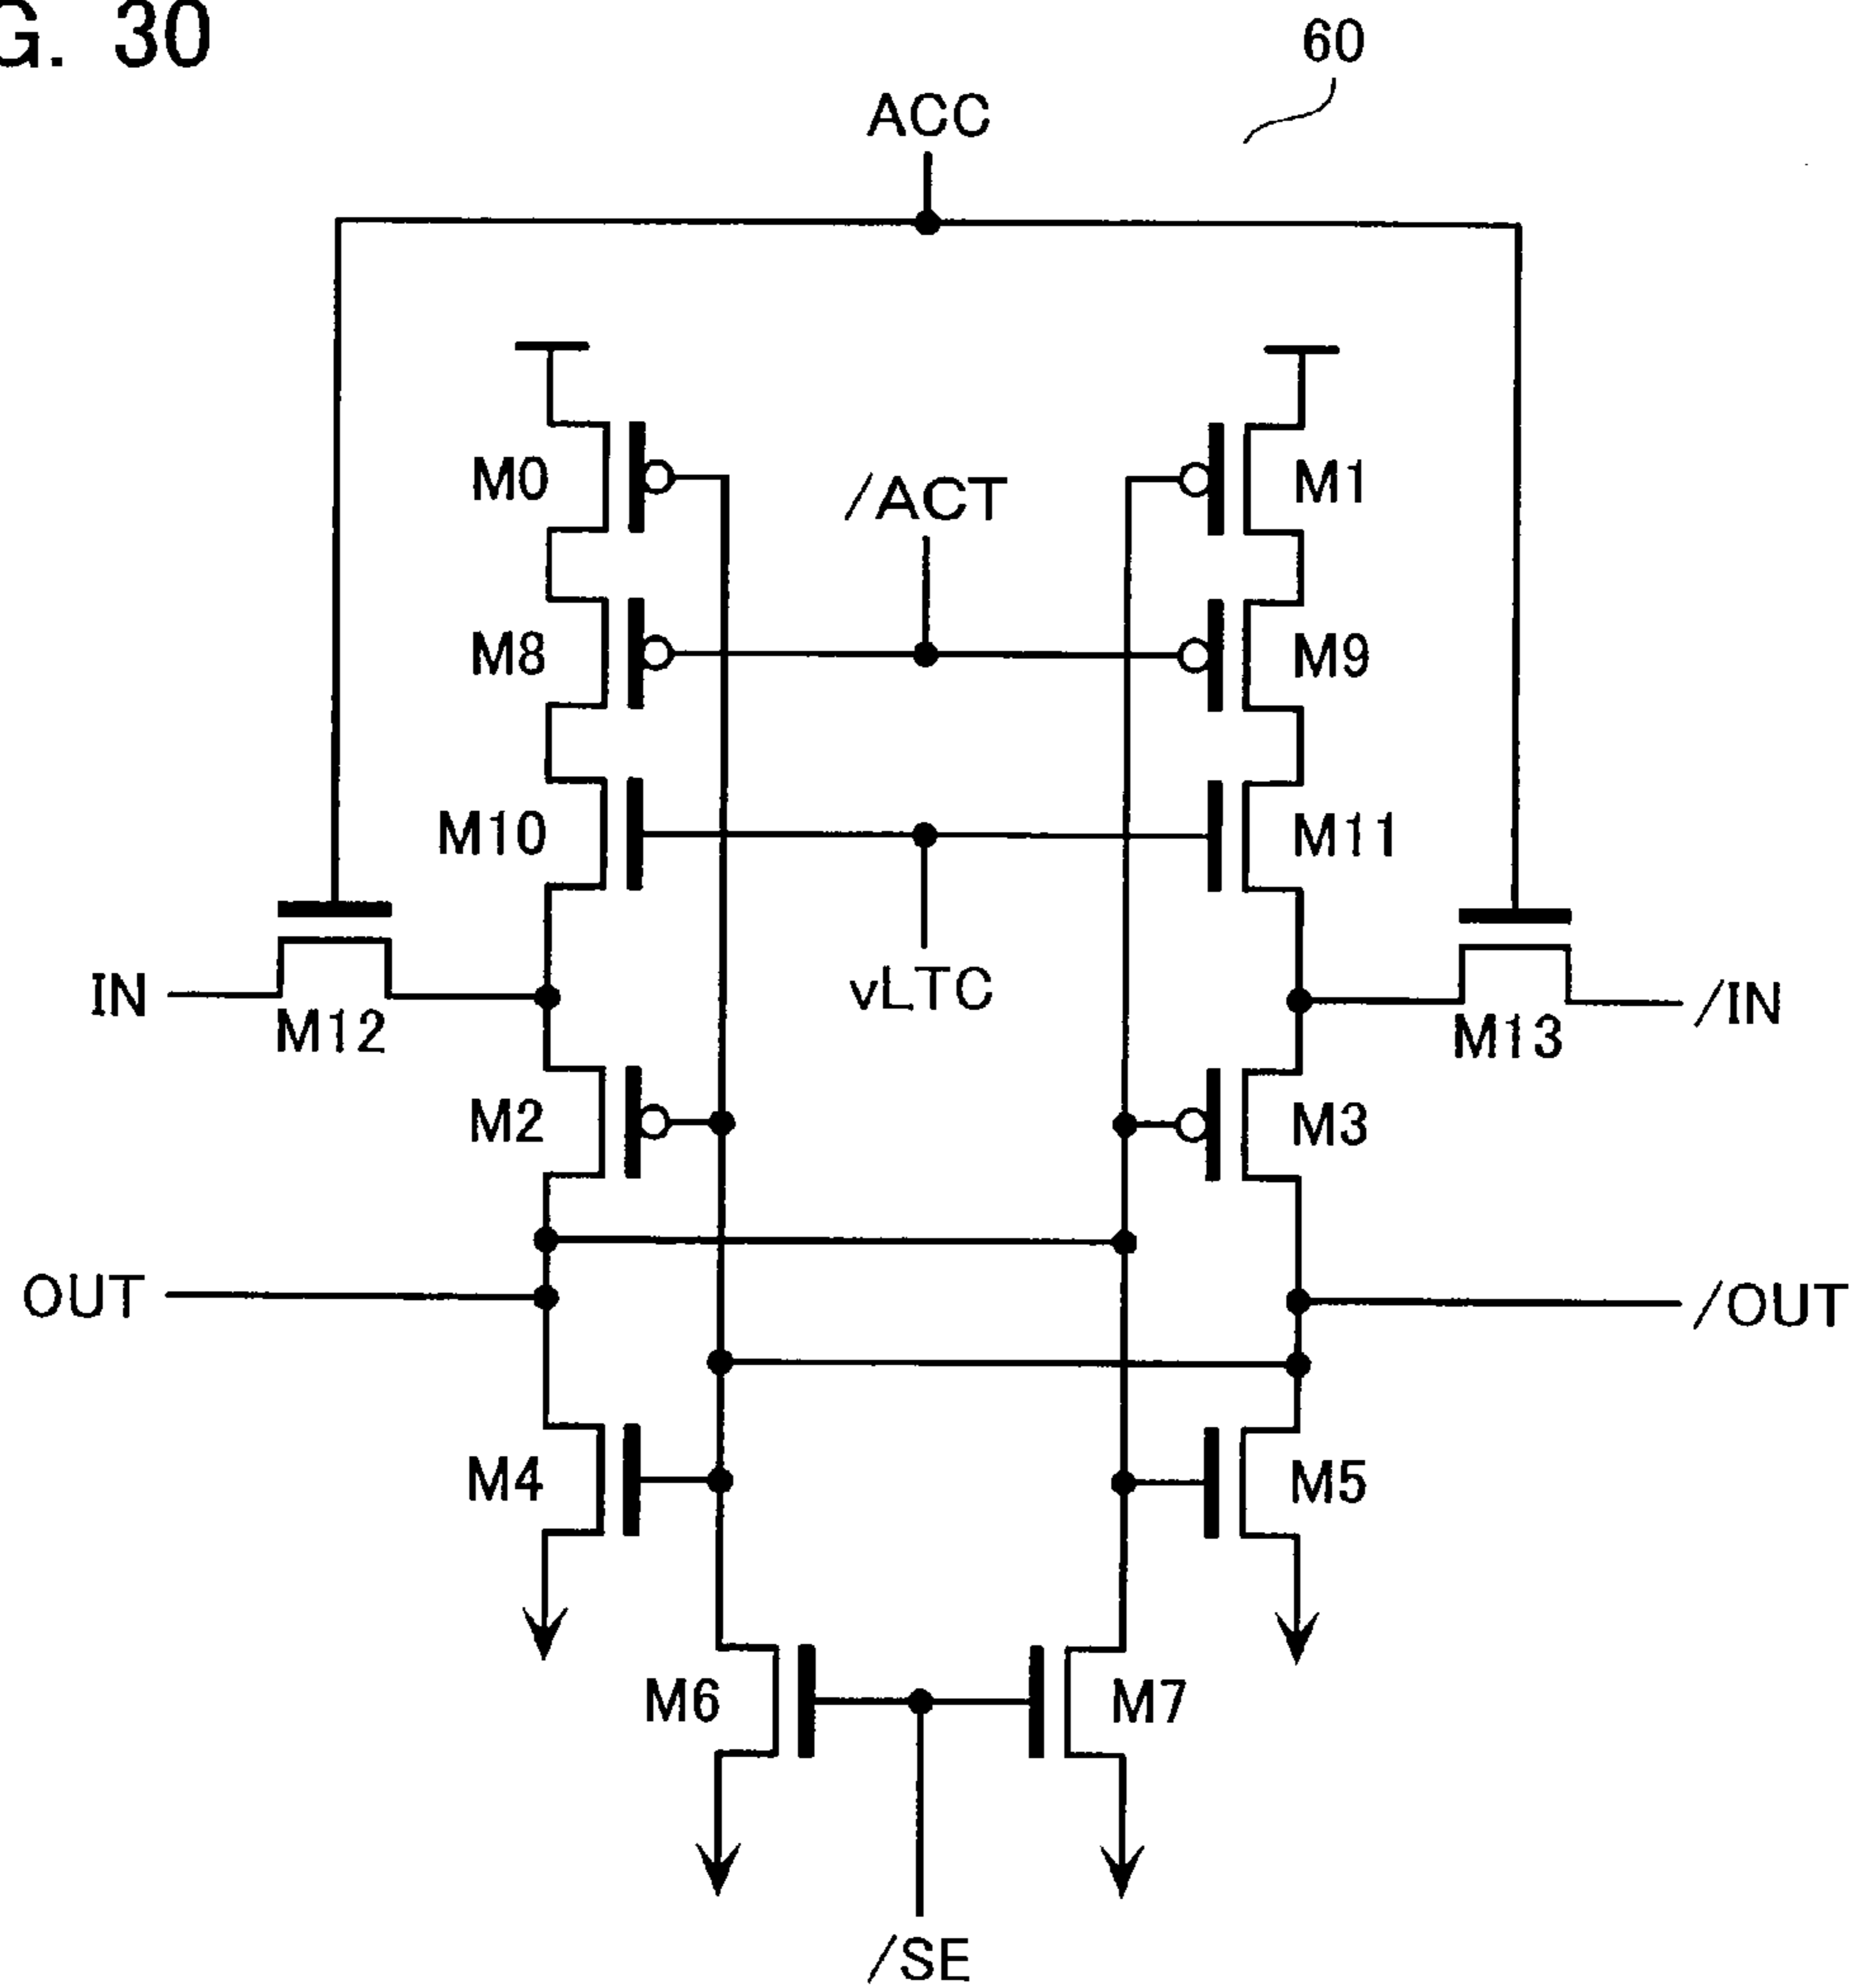 G. 30
60
ACC
M0
/ACT
M1
M8
M9
M10
M11
IN
vLTC
/IN
M12
M13
M2
M3
OUT
/OUT
M4
M5
M6
M7
/SE